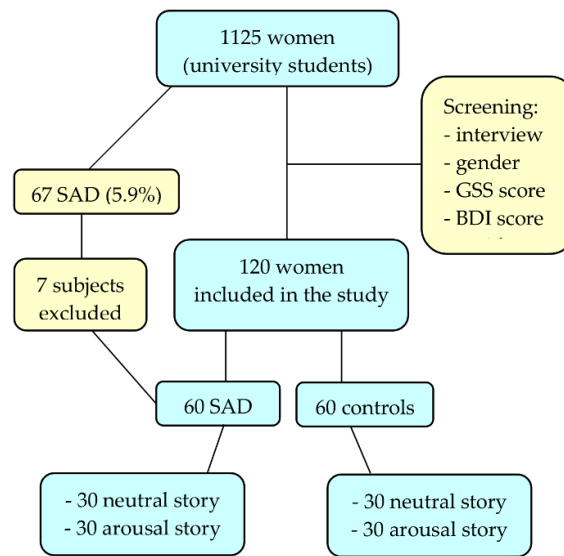 1125 women
(university students)
Screening:
- interview
- gender
- GSS score
- BDI score
67 SAD (5.9%)
120 women
included in the study
7 subjects
excluded
60 SAD
60 controls
- 30 neutral story
- 30 arousal story
- 30 neutral story
- 30 arousal story